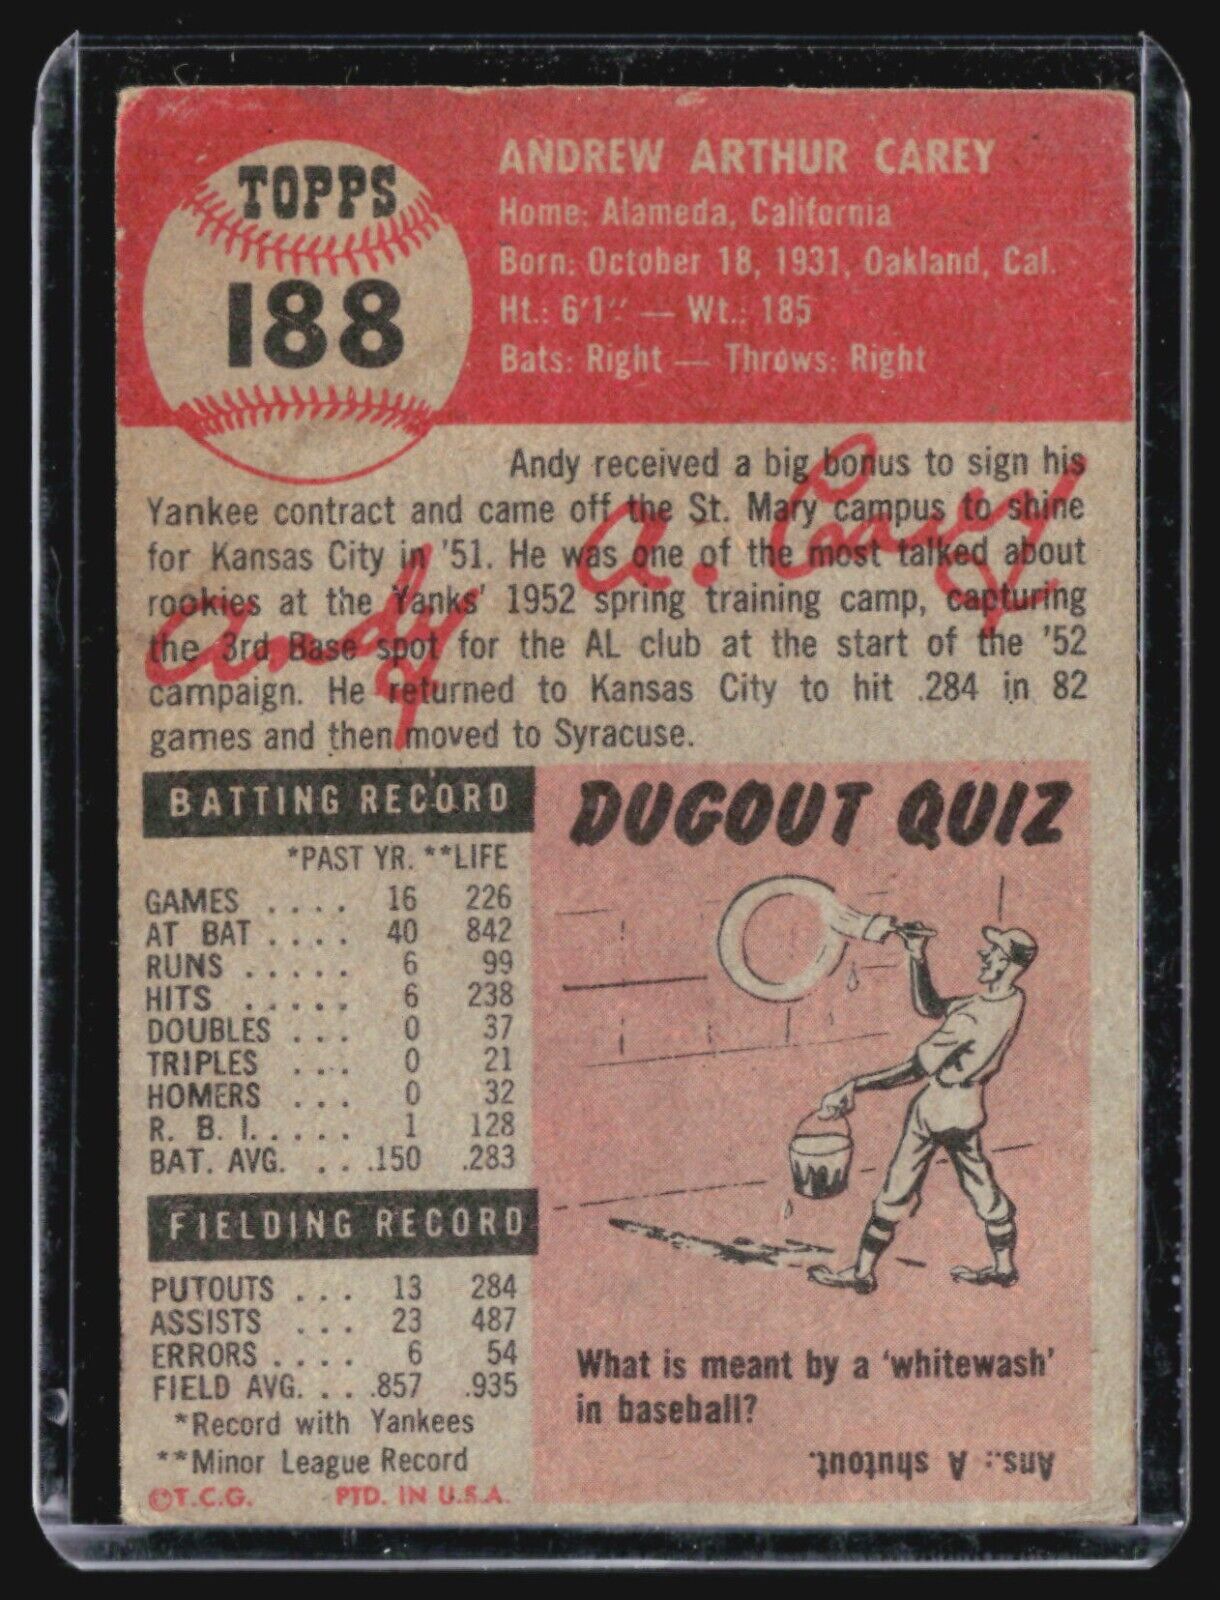 TOPPS
188
ANDREW ARTHUR CAREY
Home: Alameda, California
Born: October 18, 1931, Oakland, Cal.
Ht.: 6'1" — Wt.: 185
Bats: Right — Throws: Right
Andy received a big bonus to sign his
Yankee contract and came off the St. Mary campus to shine
for Kansas City in '51. He was one of the most talked about
rookies at the Yanks' 1952 spring training camp, capturing
the 3rd Base spot for the AL club at the start of the '52
campaign. He returned to Kansas City to hit .284 in 82
games and then moved to Syracuse.
Andy A. Carey
BATTING RECORD
*PAST YR. **LIFE
GAMES .... 16 226
AT BAT .... 40 842
RUNS ..... 6 99
HITS ..... 6 238
DOUBLES ... 0 37
TRIPLES ... 0 21
HOMERS ... 0 32
R. B. I. .... 1 128
BAT. AVG. ... .150 .283
FIELDING RECORD
PUTOUTS ... 13 284
ASSISTS ... 23 487
ERRORS .... 6 54
FIELD AVG. ... .857 .935
*Record with Yankees
**Minor League Record
©T.C.G. PTD. IN U.S.A.
DUGOUT QUIZ
What is meant by a 'whitewash'
in baseball?
Ans.: A shutout.